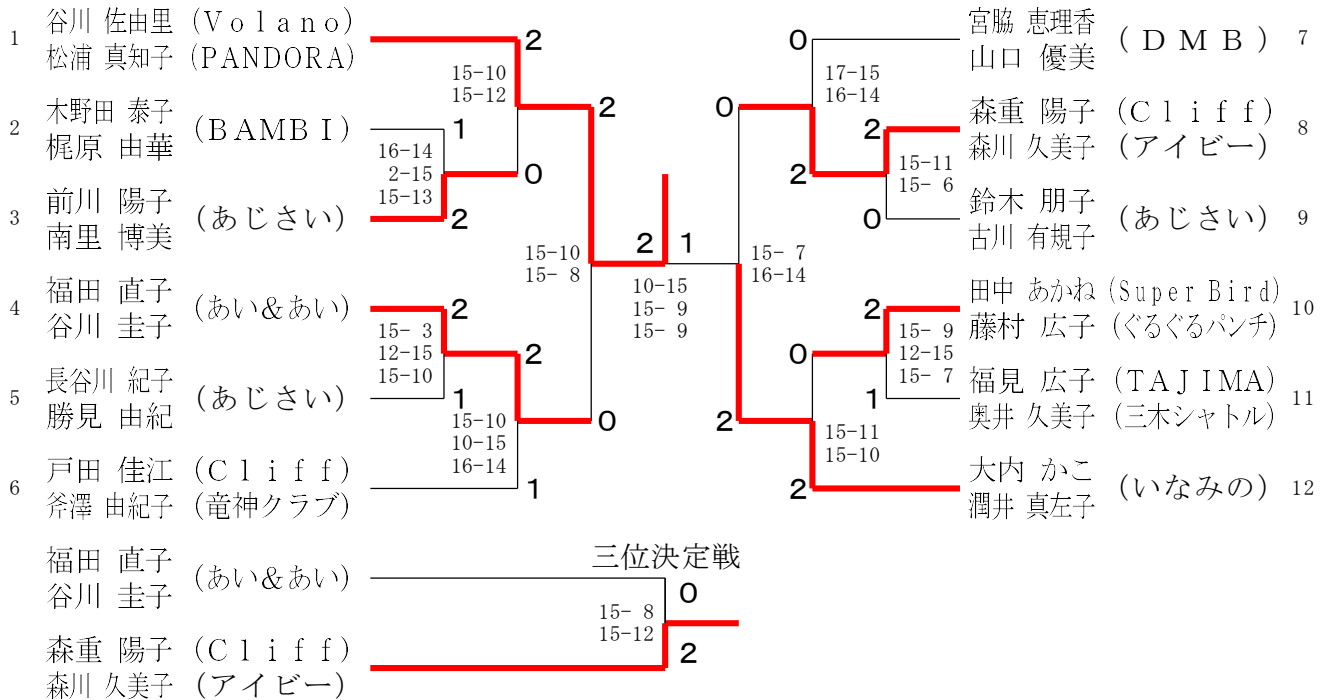 1 谷川 佐由里 (Volano)
松浦 真知子 (PANDORA)
2
15-10
15-12
2 木野田 泰子
梶原 由華 (BAMBI)
1
16-14
2-15
15-13
0
2
3 前川 陽子
南里 博美 (あじさい)
2
15-10
15- 8
4 福田 直子
谷川 圭子 (あい&あい)
2
15- 3
12-15
15-10
2
5 長谷川 紀子
勝見 由紀 (あじさい)
1
15-10
10-15
16-14
0
6 戸田 佳江 (Cliff)
斧澤 由紀子 (竜神クラブ)
1
2 1
10-15
15- 9
15- 9
宮脇 恵理香
山口 優美 (DMB) 7
0
17-15
16-14
0
森重 陽子 (Cliff)
森川 久美子 (アイビー) 8
2
15-11
15- 6
2
鈴木 朋子
古川 有規子 (あじさい) 9
0
15- 7
16-14
田中 あかね (Super Bird)
藤村 広子 (ぐるぐるパンチ) 10
2
15- 9
12-15
15- 7
0
福見 広子 (TAJIMA)
奥井 久美子 (三木シャトル) 11
1
15-11
15-10
2
大内 かこ
潤井 真左子 (いなみの) 12
2
三位決定戦
福田 直子
谷川 圭子 (あい&あい)
0
15- 8
15-12
森重 陽子 (Cliff)
森川 久美子 (アイビー)
2